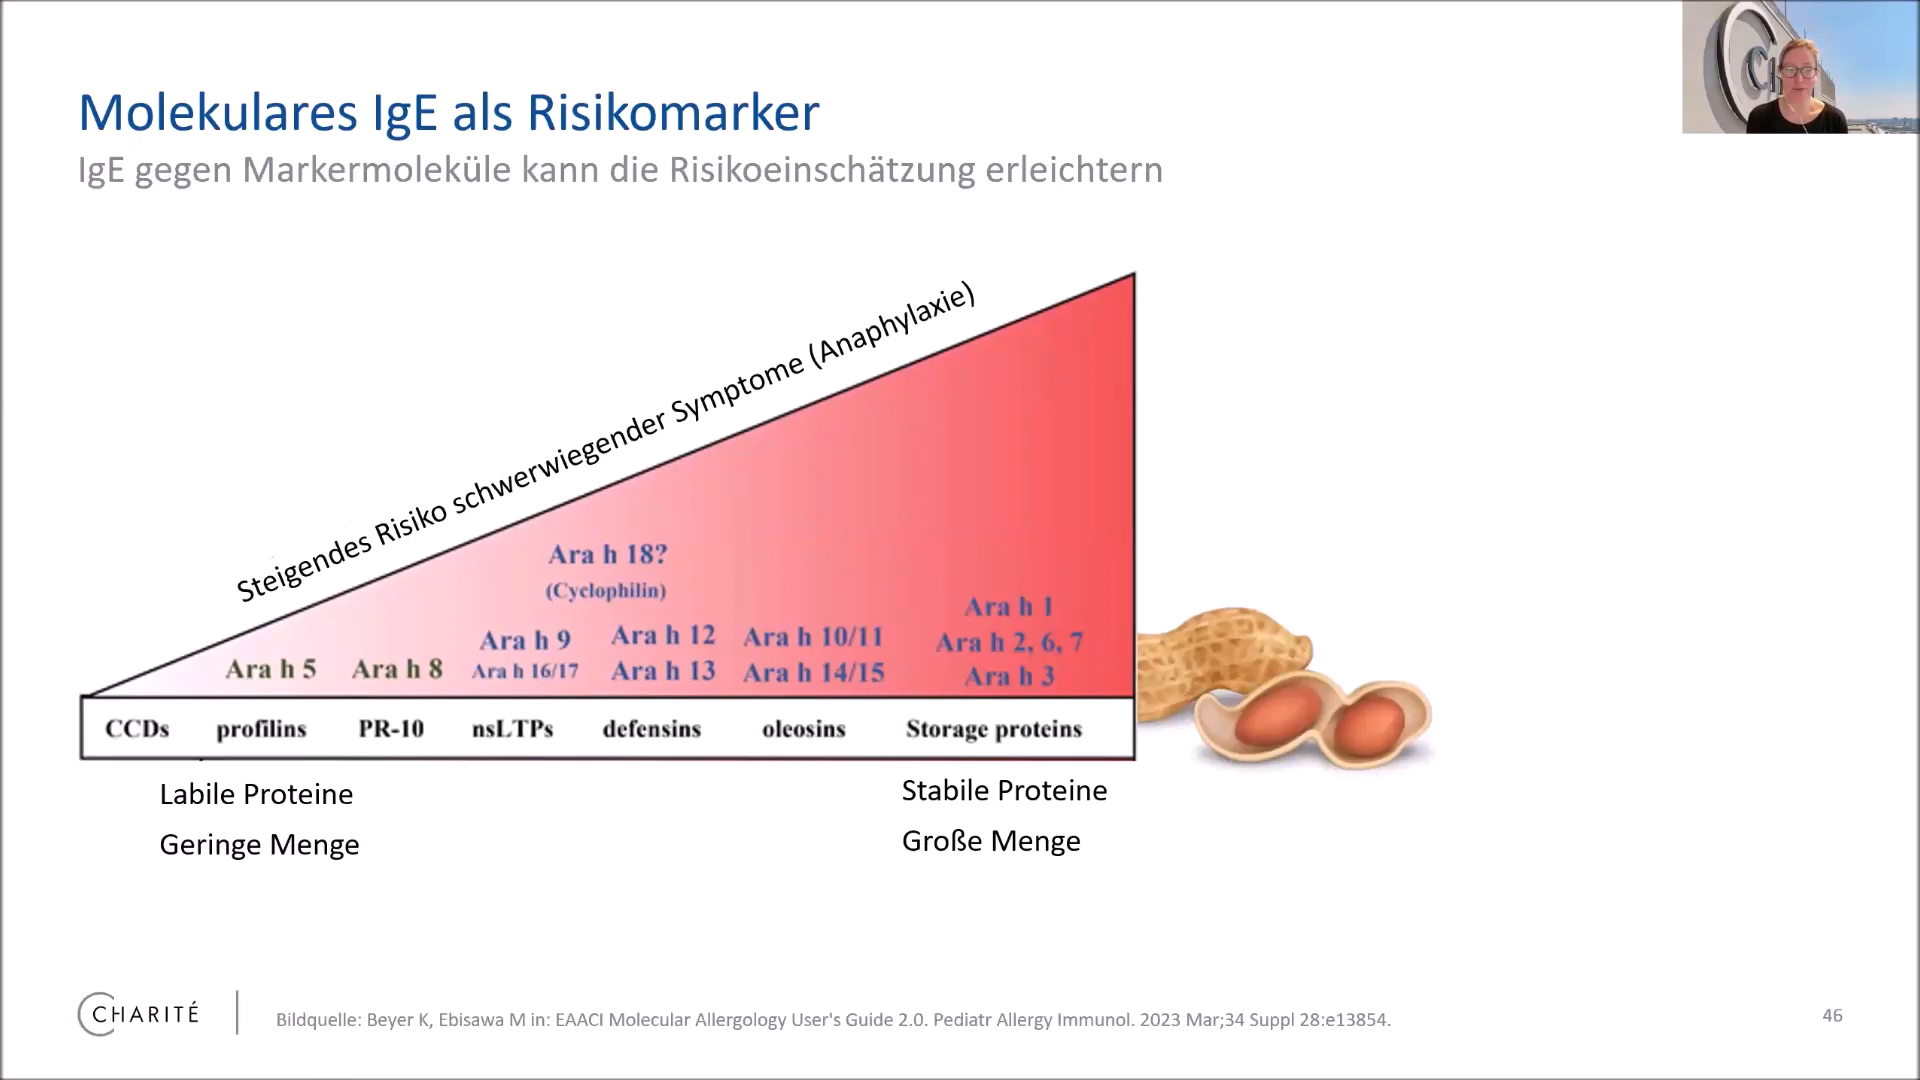 Molekulares IgE als Risikomarker
IgE gegen Markermoleküle kann die Risikoeinschätzung erleichtern
Steigendes Risiko schwerwiegender Symptome (Anaphylaxie)
Ara h 18?
(Cyclophilin)
Ara h 5
Ara h 8
Ara h 9
Ara h 16/17
Ara h 12
Ara h 13
Ara h 10/11
Ara h 14/15
Ara h 1
Ara h 2, 6, 7
Ara h 3
CCDs profilins PR-10 nsLTPs defensins oleosins Storage proteins
Labile Proteine
Geringe Menge
Stabile Proteine
Große Menge
CHARITÉ
Bildquelle: Beyer K, Ebisawa M in: EAACI Molecular Allergology User's Guide 2.0. Pediatr Allergy Immunol. 2023 Mar;34 Suppl 28:e13854.
46